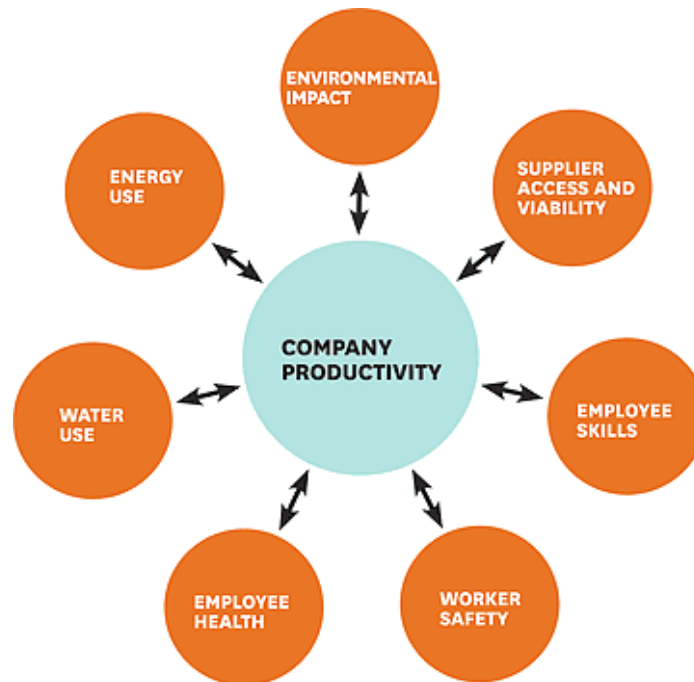 ENVIRONMENTAL
IMPACT
SUPPLIER
ACCESS AND
VIABILITY
ENERGY
USE
COMPANY
PRODUCTIVITY
WATER
USE
EMPLOYEE
SKILLS
EMPLOYEE
HEALTH
WORKER
SAFETY